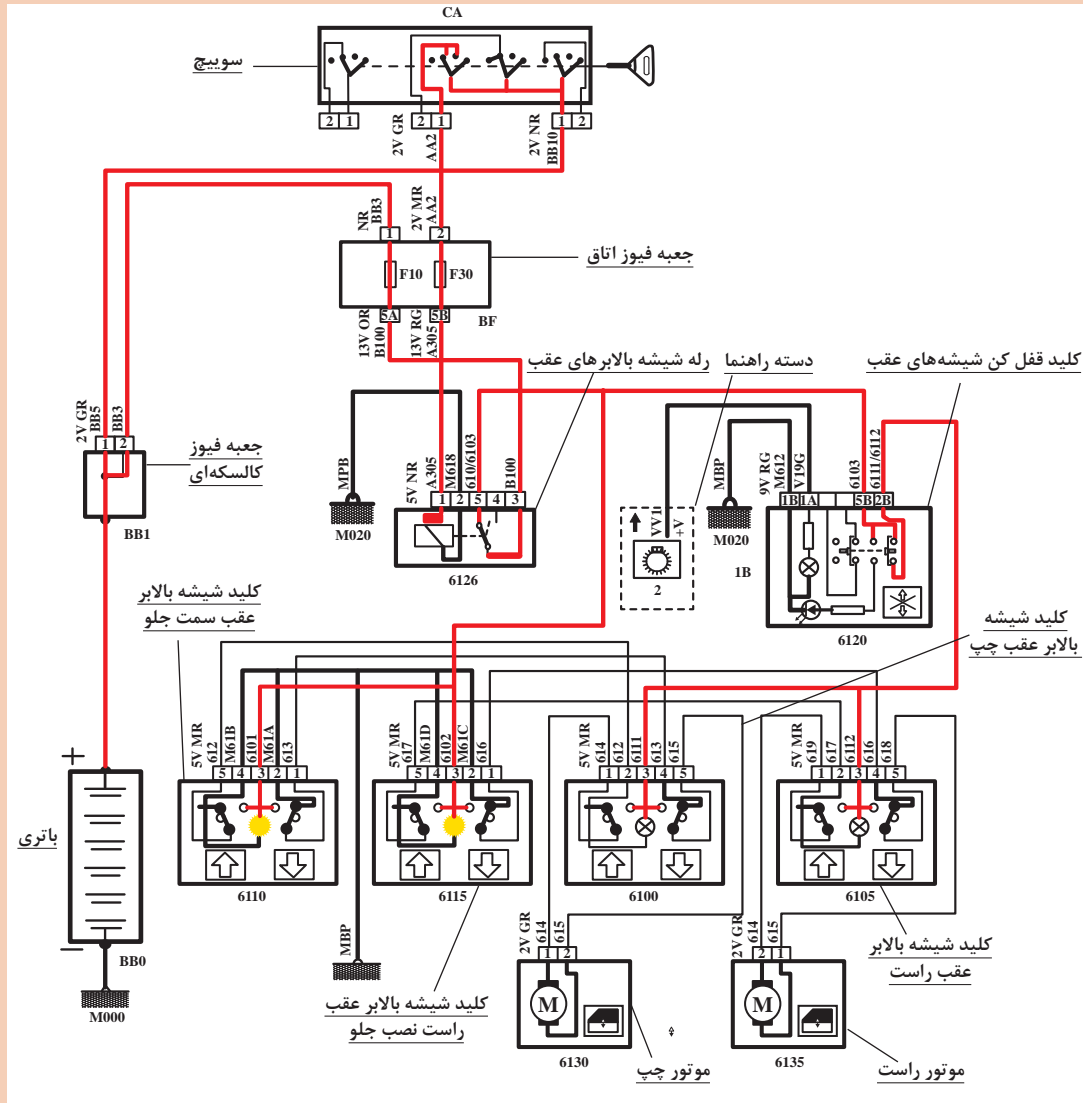 CA
سوییچ
2 1
2 1
1 2
2V GR
AA2
2V NR
BB10
NR
BB3
2V MR
AA2
1
2
F10
F30
جعبه فیوز اتاق
5A
5B
BF
13V OR
B100
13V RG
A305
رله شیشه بالابرهای عقب
دسته راهنما
کلید قفل کن شیشه‌های عقب
2V GR
BB5
BB3
1 2
جعبه فیوز
کالسکه‌ای
BB1
MPB
M020
5V NR
A305
M618
6110/6103
B100
1 2 5 4 3
6126
VV1
+V
2
MBP
M020
9V RG
M612
V19G
6103
6111/6112
1B 1A 5B 2B
1B
6120
کلید شیشه بالابر
عقب سمت جلو
کلید شیشه
بالابر عقب چپ
5V MR
612
M61B
6101
M61A
613
5 4 3 2 1
6110
5V MR
617
M61D
6102
M61C
616
5 4 3 2 1
6115
5V MR
614
612
6111
613
615
1 2 3 4 5
6100
5V MR
619
617
6112
616
618
1 2 3 4 5
6105
+
باتری
−
BB0
M000
MBP
کلید شیشه بالابر عقب
راست نصب جلو
2V GR
614
615
1 2
M
6130
موتور چپ
2V GR
614
615
2 1
M
6135
موتور راست
کلید شیشه بالابر
عقب راست